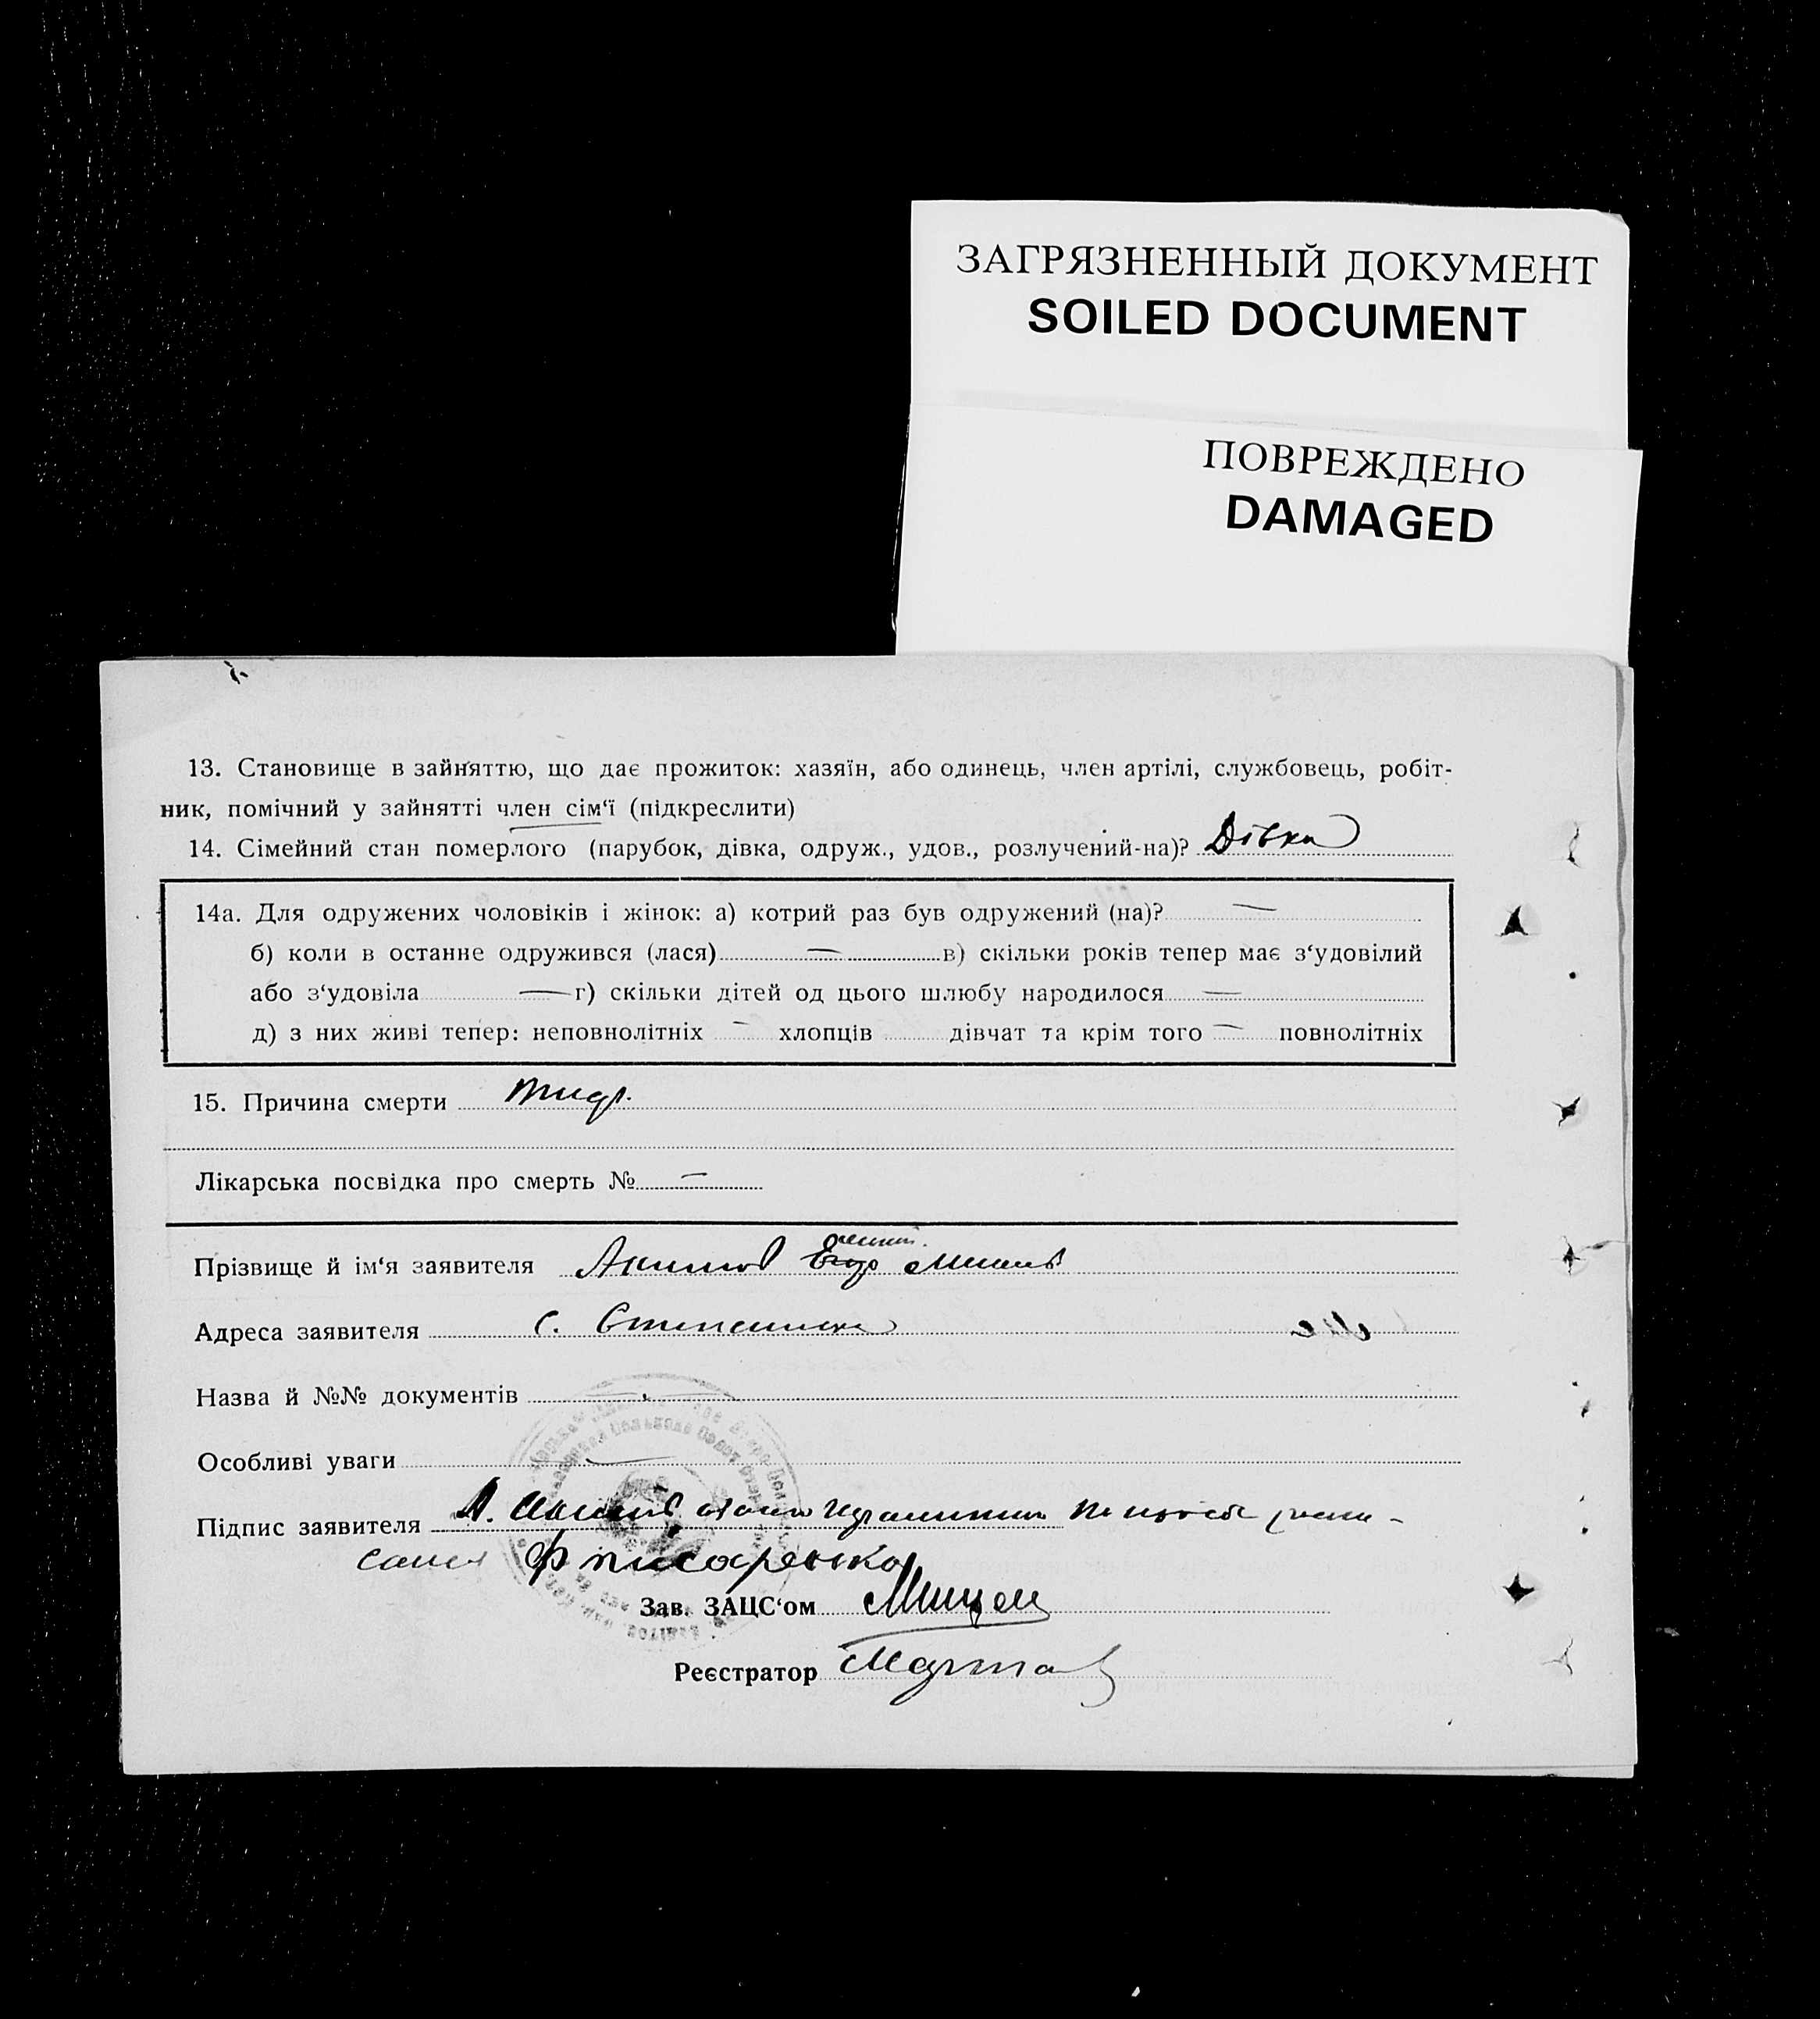 ЗАГРЯЗНЕННЫЙ ДОКУМЕНТ
SOILED DOCUMENT
ПОВРЕЖДЕНО
DAMAGED
13. Становище в зайняттю, що дає прожиток: хазяїн, або одинець, член артілі, службовець, робіт-
ник, помічний у зайнятті член сім‘ї (підкреслити)
14. Сімейний стан померлого (парубок, дівка, одруж., удов., розлучений-на)? Дівка
14а. Для одружених чоловіків і жінок: а) котрий раз був одружений (на)? —
б) коли в останне одружився (лася) — в) скільки років тепер має з‘удовілий
або з‘удовіла — г) скільки дітей од цього шлюбу народилося —
д) з них живі тепер: неповнолітніх — хлопців дівчат та крім того — повнолітніх
15. Причина смерти
Лікарська посвідка про смерть № —
Прізвище й ім‘я заявителя Акимов
Адреса заявителя с.
Назва й №№ документів —
Особливі уваги —
Підпис заявителя А.
Ф Писаренко
Зав. ЗАЦС‘ом
Реєстратор